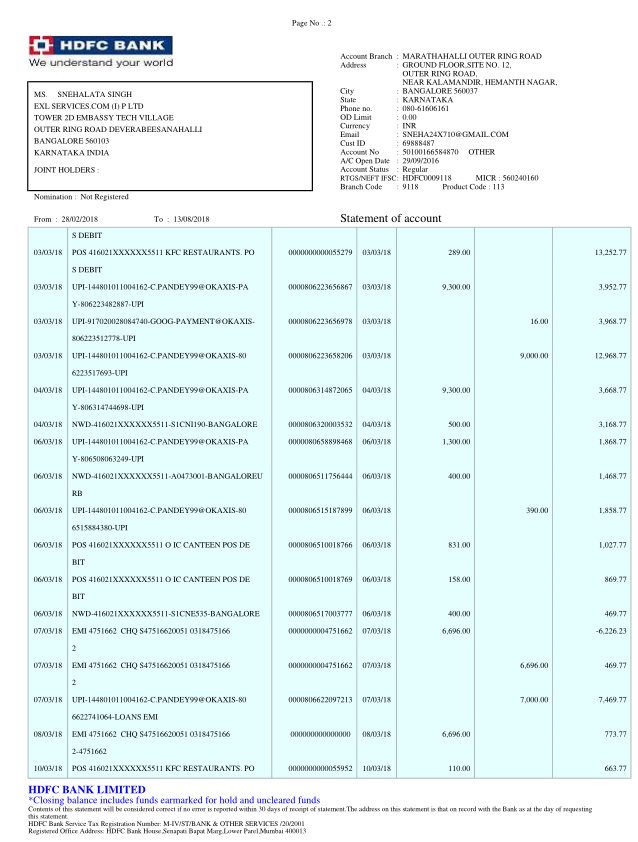 Page No .: 2
HDFC BANK
We understand your world
Account Branch : MARATHAHALLI OUTER RING ROAD
Address : GROUND FLOOR,SITE NO. 12,
OUTER RING ROAD,
NEAR KALAMANDIR, HEMANTH NAGAR,
City : BANGALORE 560037
State : KARNATAKA
Phone no. : 080-61606161
OD Limit : 0.00
Currency : INR
Email : SNEHA24X710@GMAIL.COM
Cust ID : 69888487
Account No : 50100166584870 OTHER
A/C Open Date : 29/09/2016
Account Status : Regular
RTGS/NEFT IFSC: HDFC0009118 MICR : 560240160
Branch Code : 9118 Product Code : 113
MS. SNEHALATA SINGH
EXL SERVICES.COM (I) P LTD
TOWER 2D EMBASSY TECH VILLAGE
OUTER RING ROAD DEVERABEESANAHALLI
BANGALORE 560103
KARNATAKA INDIA
JOINT HOLDERS :
Nomination : Not Registered
From : 28/02/2018 To : 13/08/2018 Statement of account
S DEBIT
03/03/18 POS 416021XXXXXX5511 KFC RESTAURANTS. PO 0000000000055279 03/03/18 289.00 13,252.77
S DEBIT
03/03/18 UPI-144801011004162-C.PANDEY99@OKAXIS-PA 0000806223656867 03/03/18 9,300.00 3,952.77
Y-806223482887-UPI
03/03/18 UPI-917020028084740-GOOG-PAYMENT@OKAXIS- 0000806223656978 03/03/18 16.00 3,968.77
806223512778-UPI
03/03/18 UPI-144801011004162-C.PANDEY99@OKAXIS-80 0000806223658206 03/03/18 9,000.00 12,968.77
6223517693-UPI
04/03/18 UPI-144801011004162-C.PANDEY99@OKAXIS-PA 0000806314872065 04/03/18 9,300.00 3,668.77
Y-806314744698-UPI
04/03/18 NWD-416021XXXXXX5511-S1CNI190-BANGALORE 0000806320003532 04/03/18 500.00 3,168.77
06/03/18 UPI-144801011004162-C.PANDEY99@OKAXIS-PA 0000080658898468 06/03/18 1,300.00 1,868.77
Y-806508063249-UPI
06/03/18 NWD-416021XXXXXX5511-A0473001-BANGALOREU 0000806511756444 06/03/18 400.00 1,468.77
RB
06/03/18 UPI-144801011004162-C.PANDEY99@OKAXIS-80 0000806515187899 06/03/18 390.00 1,858.77
6515884380-UPI
06/03/18 POS 416021XXXXXX5511 O IC CANTEEN POS DE 0000806510018766 06/03/18 831.00 1,027.77
BIT
06/03/18 POS 416021XXXXXX5511 O IC CANTEEN POS DE 0000806510018769 06/03/18 158.00 869.77
BIT
06/03/18 NWD-416021XXXXXX5511-S1CNE535-BANGALORE 0000806517003777 06/03/18 400.00 469.77
07/03/18 EMI 4751662 CHQ S47516620051 0318475166 0000000004751662 07/03/18 6,696.00 -6,226.23
2
07/03/18 EMI 4751662 CHQ S47516620051 0318475166 0000000004751662 07/03/18 6,696.00 469.77
2
07/03/18 UPI-144801011004162-C.PANDEY99@OKAXIS-80 0000806622097213 07/03/18 7,000.00 7,469.77
6622741064-LOANS EMI
08/03/18 EMI 4751662 CHQ S47516620051 0318475166 000000000000000 08/03/18 6,696.00 773.77
2-4751662
10/03/18 POS 416021XXXXXX5511 KFC RESTAURANTS. PO 0000000000055952 10/03/18 110.00 663.77
HDFC BANK LIMITED
*Closing balance includes funds earmarked for hold and uncleared funds
Contents of this statement will be considered correct if no error is reported within 30 days of receipt of statement.The address on this statement is that on record with the Bank as at the day of requesting
this statement.
HDFC Bank Service Tax Registration Number: M-IV/ST/BANK & OTHER SERVICES /20/2001
Registered Office Address: HDFC Bank House,Senapati Bapat Marg,Lower Parel,Mumbai 400013